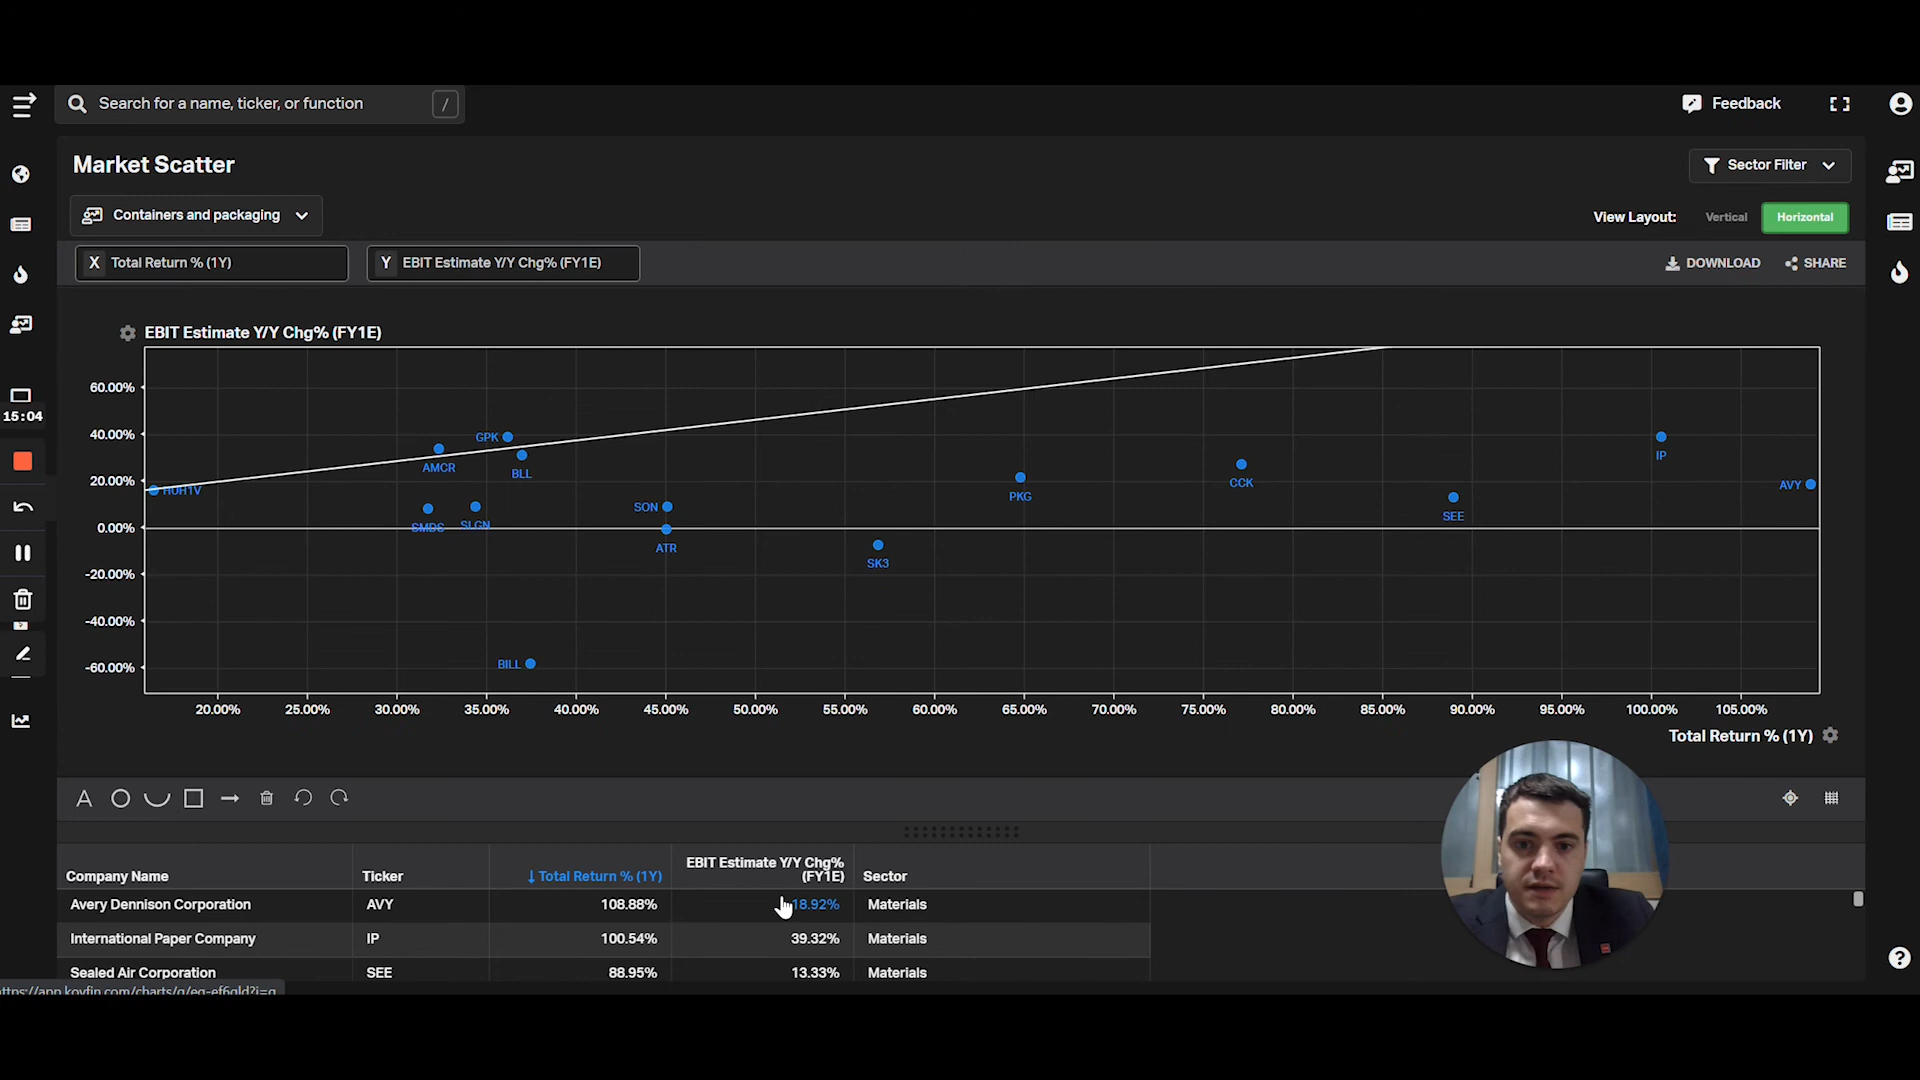 Search for a name, ticker, or function /
Feedback
Market Scatter
Sector Filter
Containers and packaging
View Layout: Vertical Horizontal
X Total Return % (1Y)
Y EBIT Estimate Y/Y Chg% (FY1E)
DOWNLOAD SHARE
EBIT Estimate Y/Y Chg% (FY1E)
60.00%
15:04
40.00%
GPK
IP
AMCR
BLL
20.00%
HUH1V
PKG
CCK
AVY
SEE
SON
0.00%
SMDS
SLGN
ATR
SK3
-20.00%
-40.00%
-60.00%
BILL
20.00% 25.00% 30.00% 35.00% 40.00% 45.00% 50.00% 55.00% 60.00% 65.00% 70.00% 75.00% 80.00% 85.00% 90.00% 95.00% 100.00% 105.00%
Total Return % (1Y)
A
Company Name Ticker ↓ Total Return % (1Y) EBIT Estimate Y/Y Chg% (FY1E) Sector
Avery Dennison Corporation AVY 108.88% 18.92% Materials
International Paper Company IP 100.54% 39.32% Materials
Sealed Air Corporation SEE 88.95% 13.33% Materials